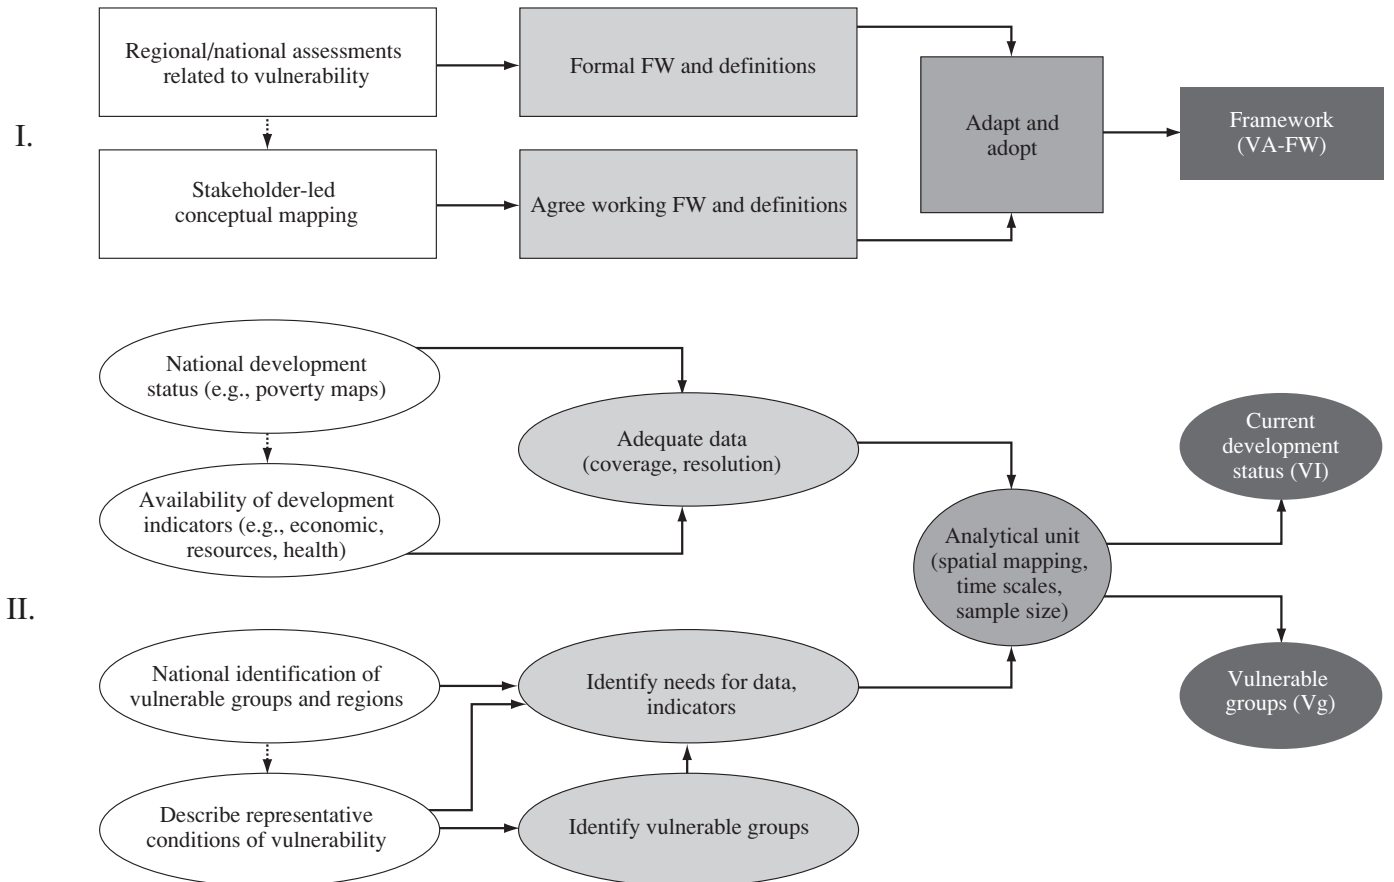 I.
Regional/national assessments
related to vulnerability
Formal FW and definitions
Adapt and
adopt
Framework
(VA-FW)
Stakeholder-led
conceptual mapping
Agree working FW and definitions
II.
National development
status (e.g., poverty maps)
Adequate data
(coverage, resolution)
Availability of development
indicators (e.g., economic,
resources, health)
Analytical unit
(spatial mapping,
time scales,
sample size)
Current
development
status (VI)
Vulnerable
groups (Vg)
National identification of
vulnerable groups and regions
Identify needs for data,
indicators
Describe representative
conditions of vulnerability
Identify vulnerable groups